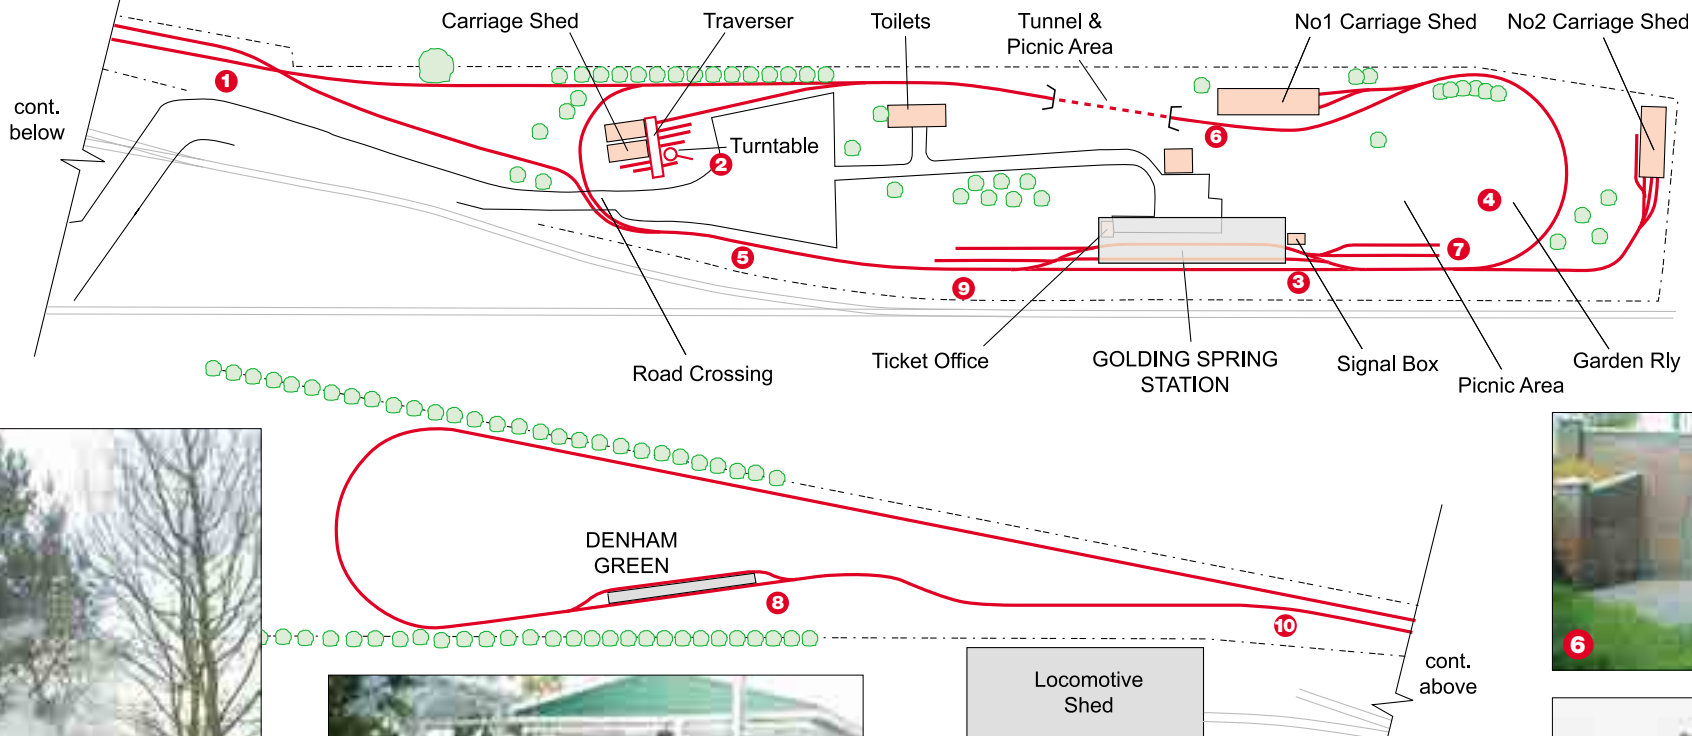 Carriage Shed
Traverser
Toilets
Tunnel &
Picnic Area
No1 Carriage Shed
No2 Carriage Shed
1
cont.
below
Turntable
2
6
4
5
7
9
3
Road Crossing
Ticket Office
GOLDING SPRING
STATION
Signal Box
Picnic Area
Garden Rly
DENHAM
GREEN
8
10
cont.
above
Locomotive
Shed
6